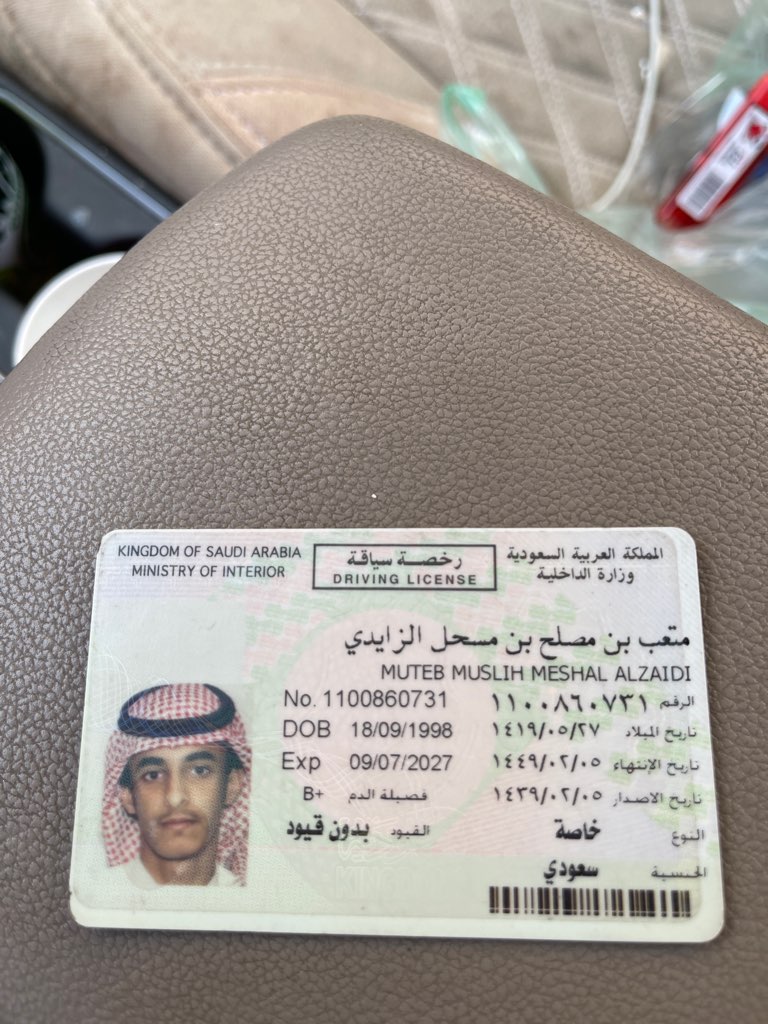 KINGDOM OF SAUDI ARABIA
MINISTRY OF INTERIOR
رخصة سياقة
DRIVING LICENSE
المملكة العربية السعودية
وزارة الداخلية
متعب بن مصلح بن مسحل الزايدي
MUTEB MUSLIH MESHAL ALZAIDI
No. 1100860731 الرقم ١١٠٠٨٦٠٧٣١
DOB 18/09/1998 تاريخ الميلاد ١٤١٩/٠٥/٢٧
Exp 09/07/2027 تاريخ الإنتهاء ١٤٤٩/٠٢/٠٥
B+ فصيلة الدم تاريخ الاصدار ١٤٣٩/٠٢/٠٥
النوع خاصة القيود بدون قيود
الجنسية سعودي